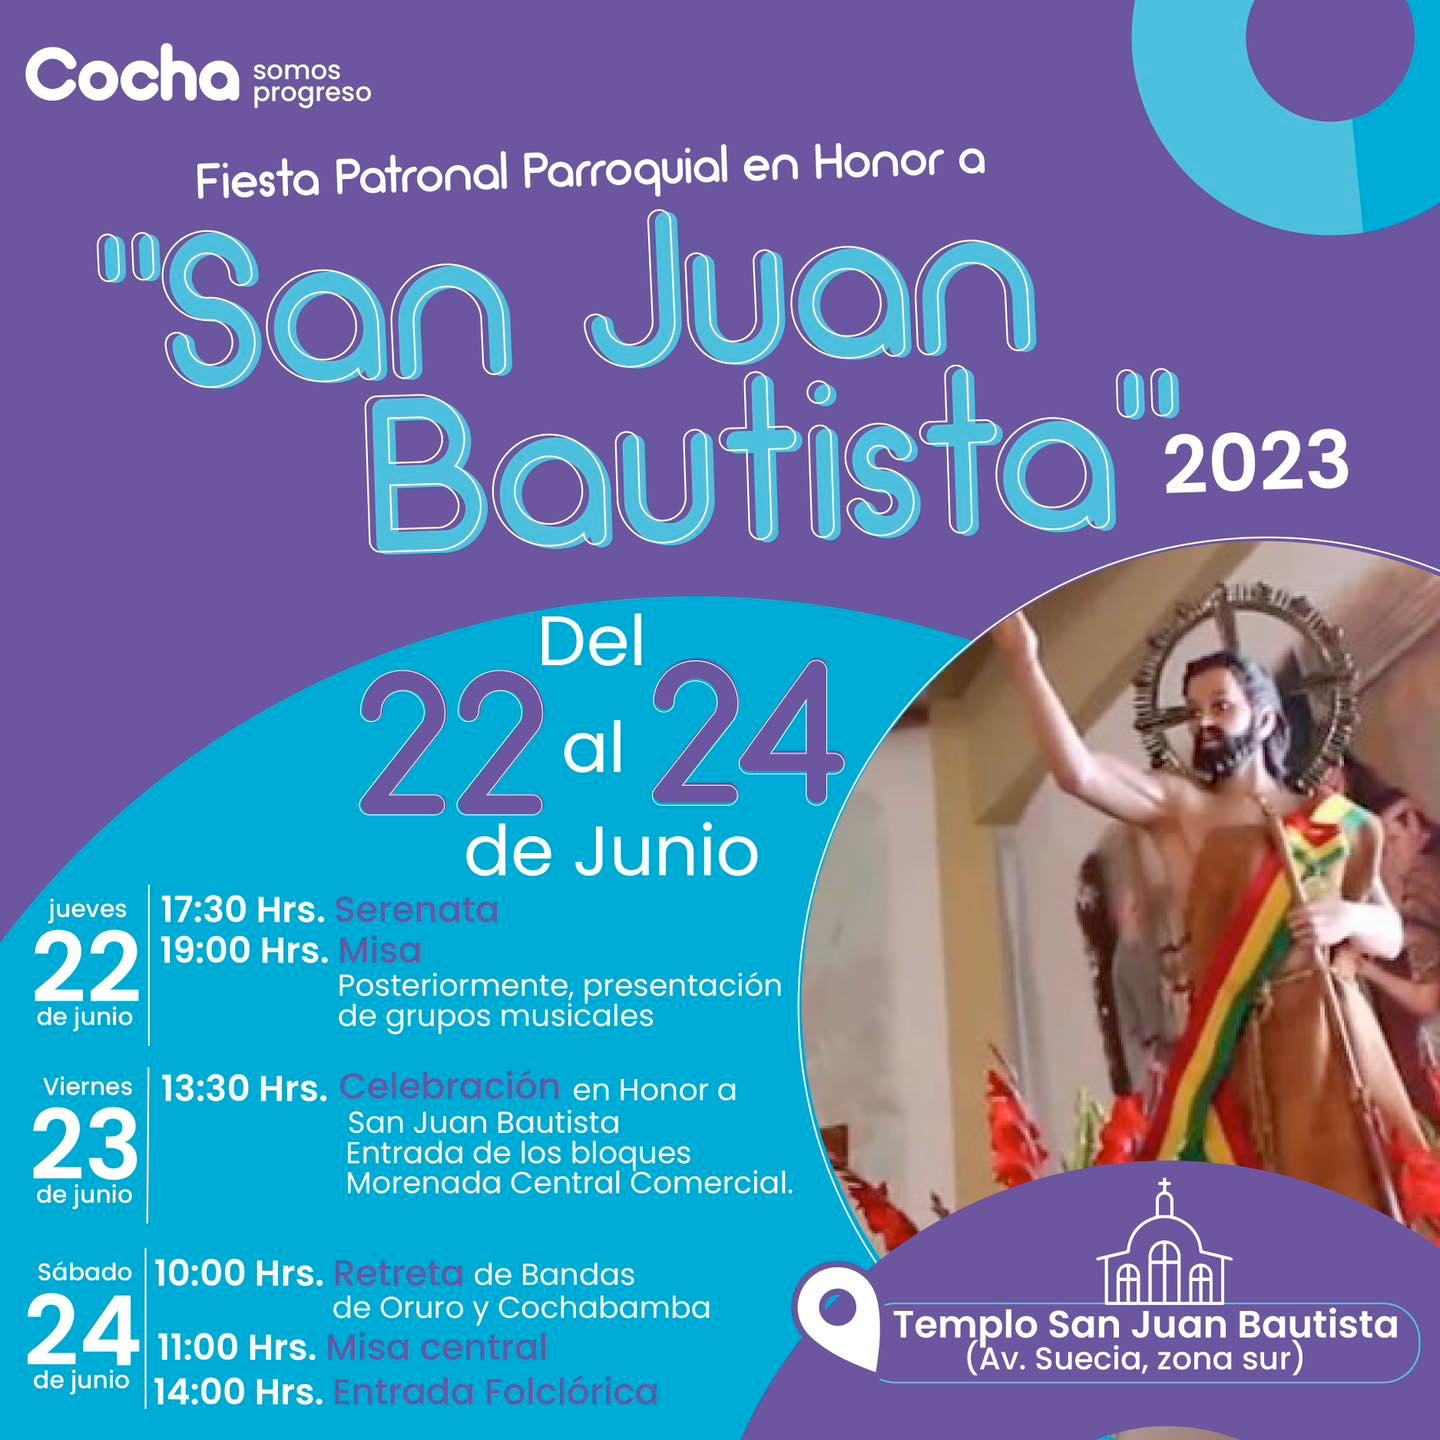 Cocha somos
progreso
Fiesta Patronal Parroquial en Honor a
"San Juan
Bautista" 2023
Del
22 al 24
de Junio
jueves
22
de junio
17:30 Hrs. Serenata
19:00 Hrs. Misa
Posteriormente, presentación
de grupos musicales
Viernes
23
de junio
13:30 Hrs. Celebración en Honor a
San Juan Bautista
Entrada de los bloques
Morenada Central Comercial.
Sábado
24
de junio
10:00 Hrs. Retreta de Bandas
de Oruro y Cochabamba
11:00 Hrs. Misa central
14:00 Hrs. Entrada Folclórica
Templo San Juan Bautista
(Av. Suecia, zona sur)